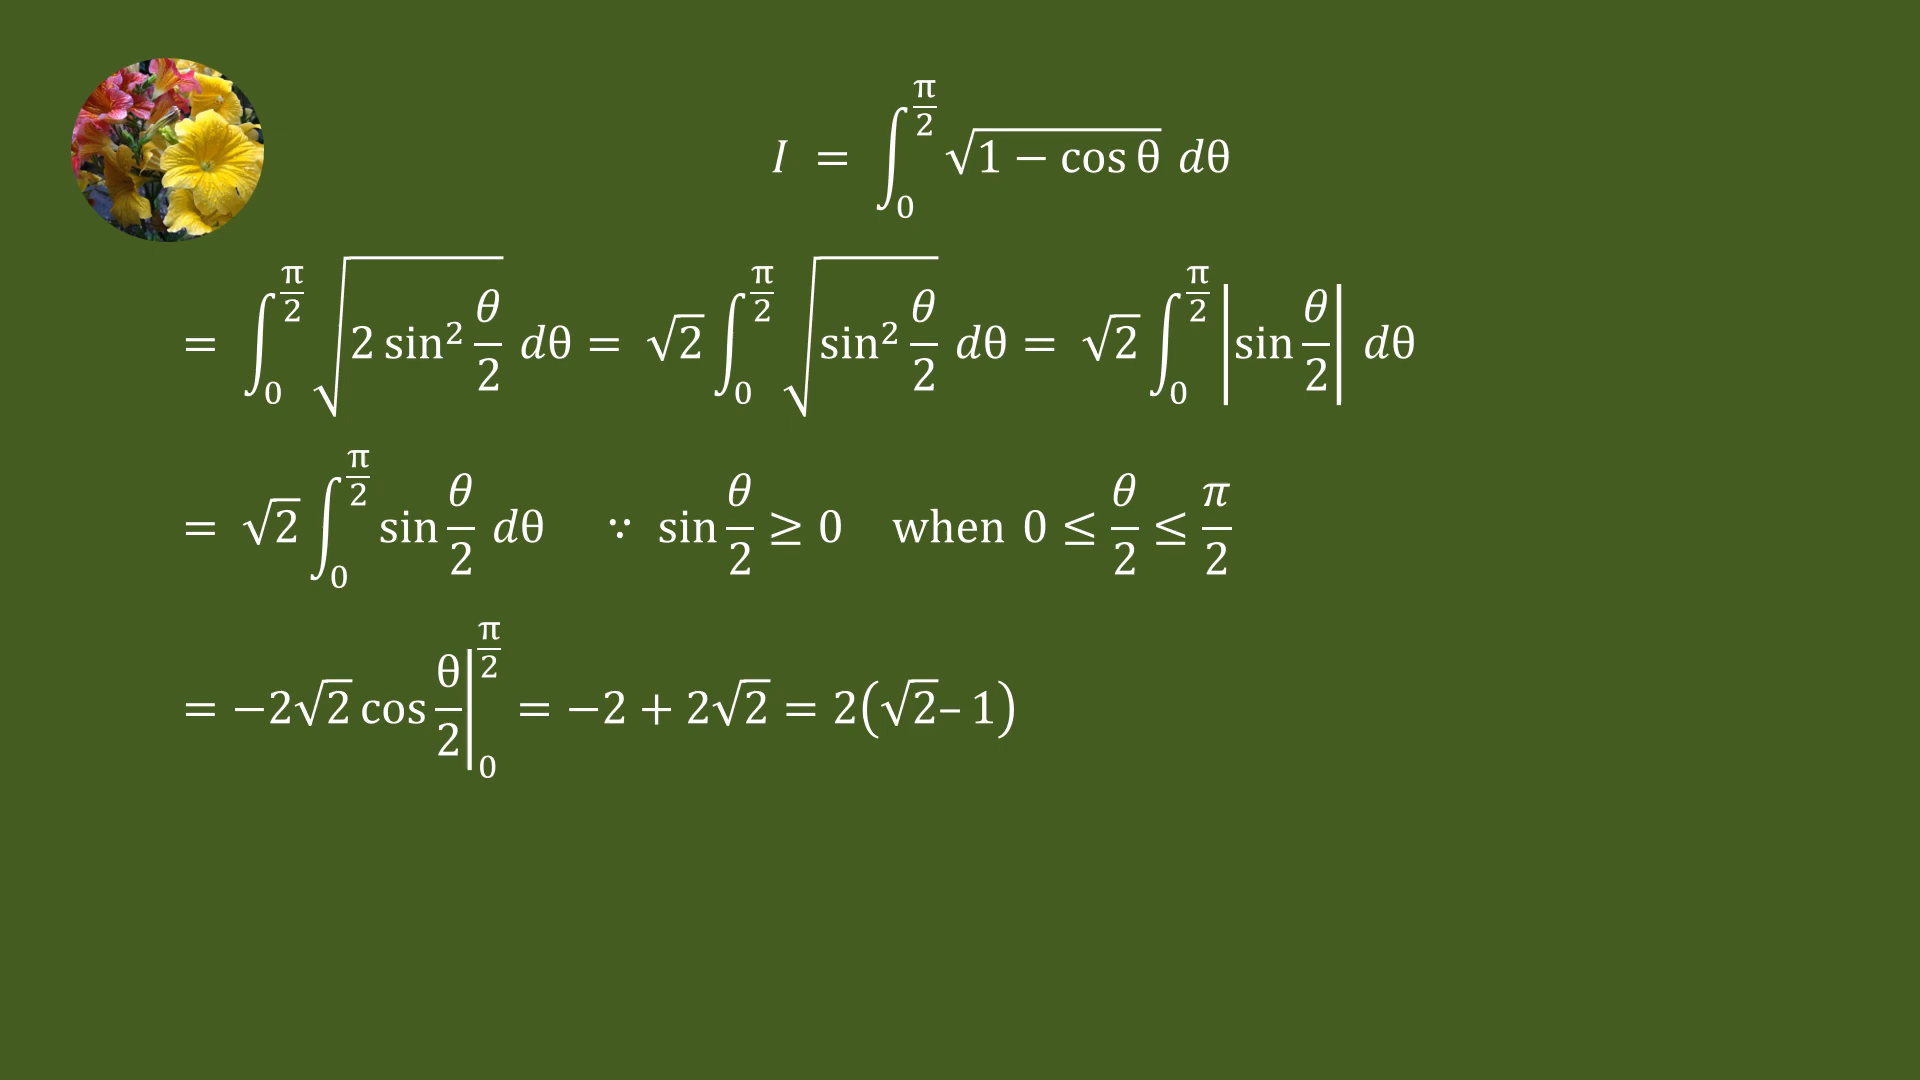 I = ∫₀^(π/2) √(1 − cos θ) dθ
= ∫₀^(π/2) √(2 sin² θ/2) dθ = √2 ∫₀^(π/2) √(sin² θ/2) dθ = √2 ∫₀^(π/2) |sin θ/2| dθ
= √2 ∫₀^(π/2) sin θ/2 dθ ∵ sin θ/2 ≥ 0 when 0 ≤ θ/2 ≤ π/2
= −2√2 cos θ/2 |₀^(π/2) = −2 + 2√2 = 2(√2 – 1)